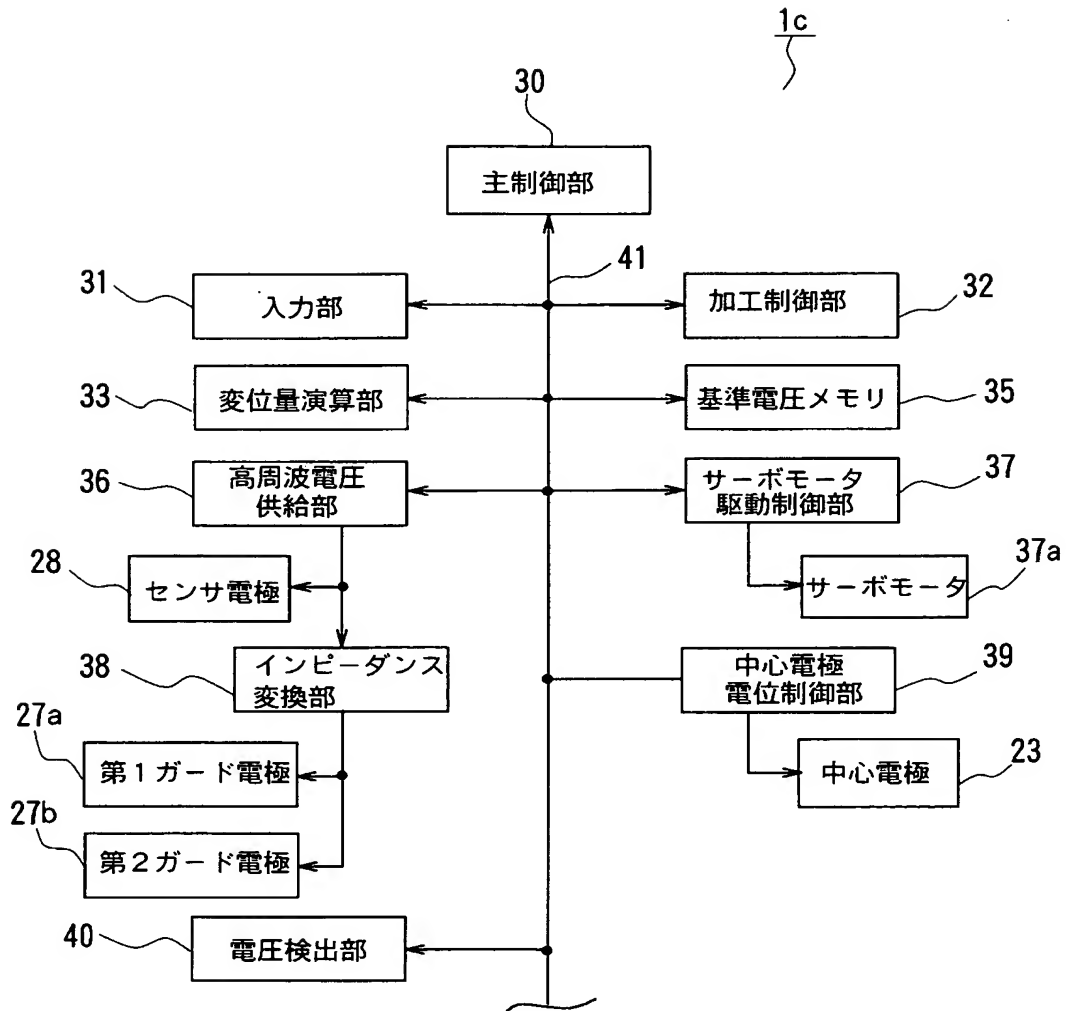 1c
30
主制御部
41
31
入力部
加工制御部
32
33
変位量演算部
基準電圧メモリ
35
36
高周波電圧
供給部
サーボモータ
駆動制御部
37
28
センサ電極
サーボモータ
37a
38
インピーダンス
変換部
中心電極
電位制御部
39
27a
第1ガード電極
中心電極
23
27b
第2ガード電極
40
電圧検出部